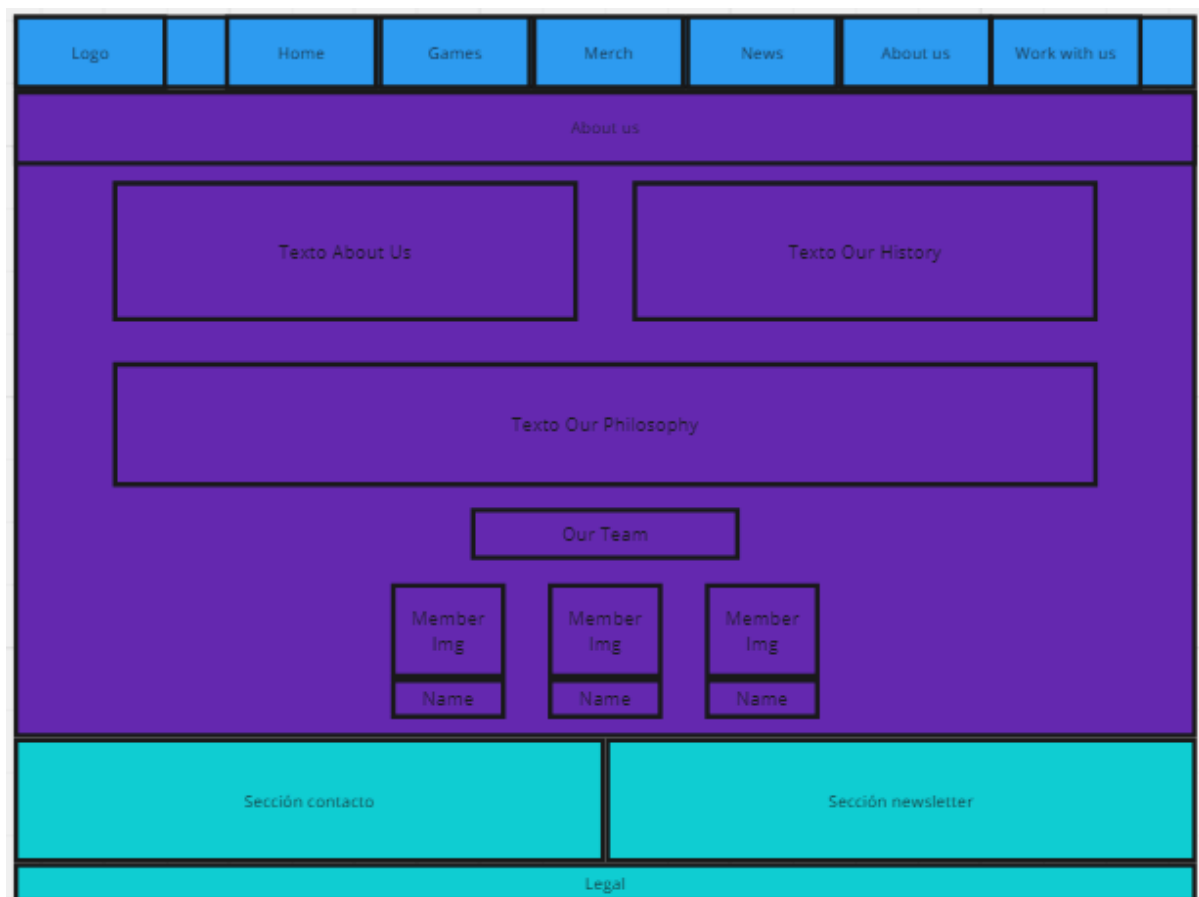 Logo
Home
Games
Merch
News
About us
Work with us
About us
Texto About Us
Texto Our History
Texto Our Philosophy
Our Team
Member
Img
Member
Img
Member
Img
Name
Name
Name
Sección contacto
Sección newsletter
Legal